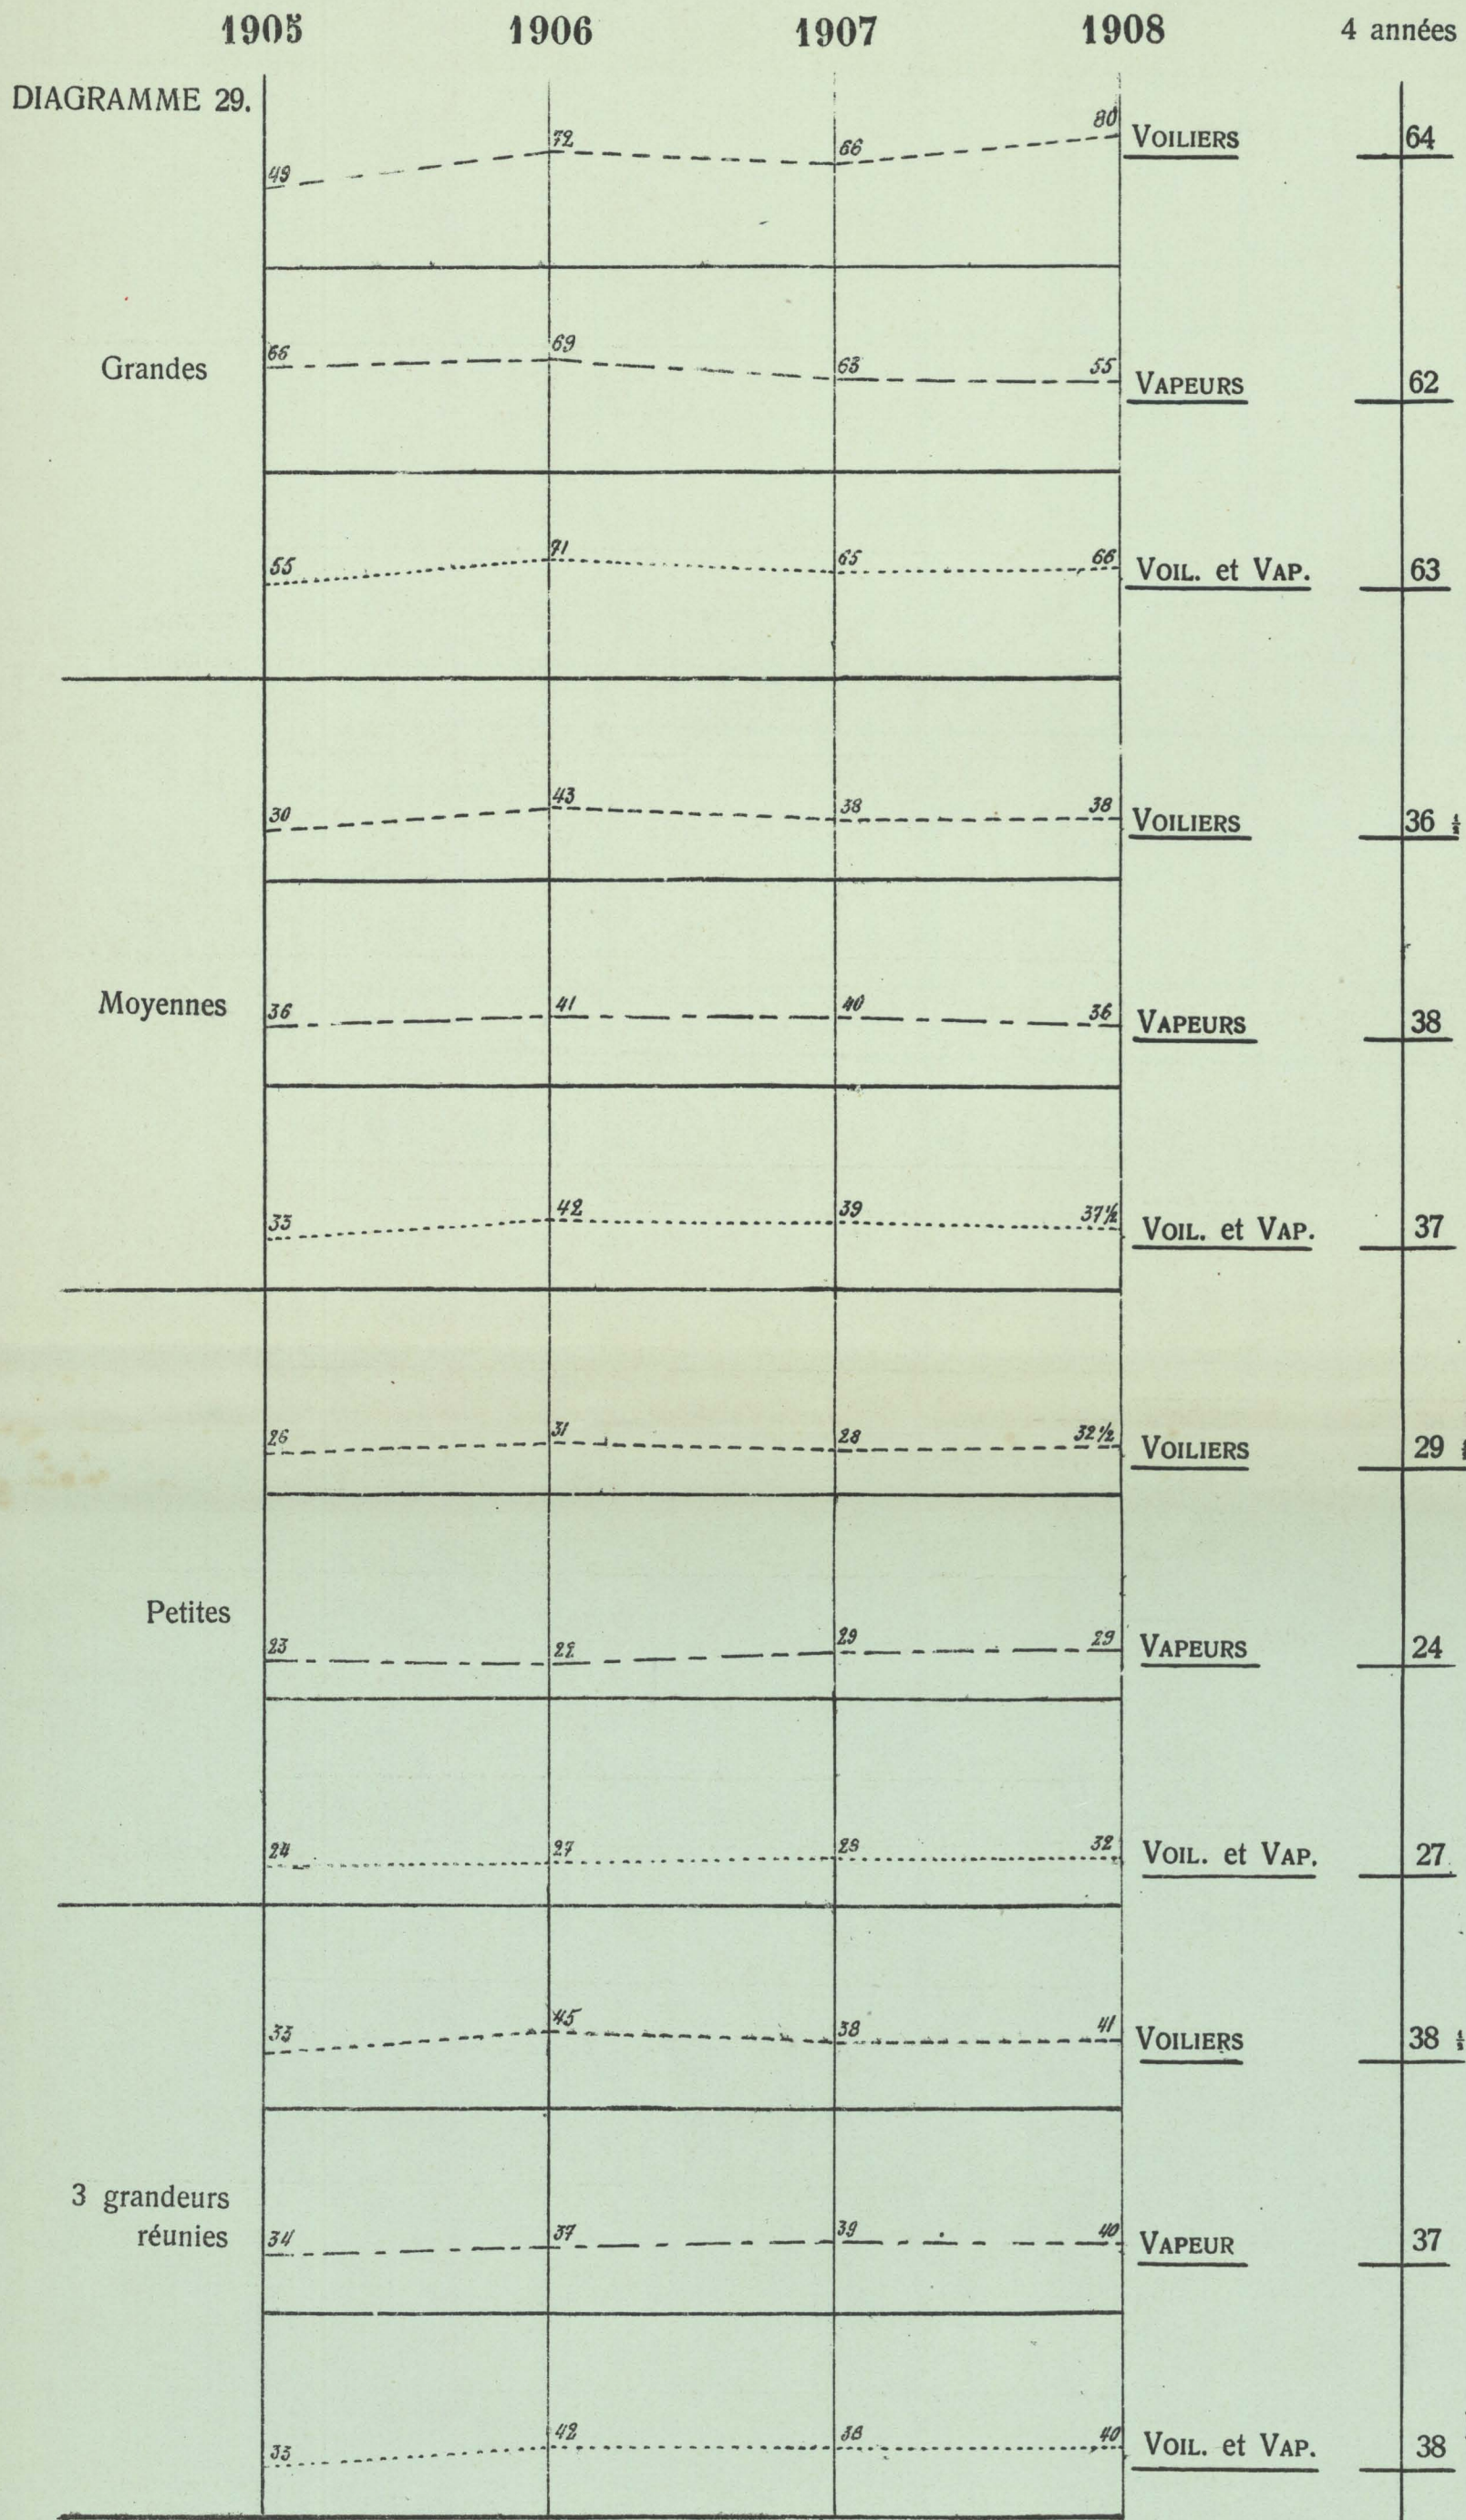 1905 1906 1907 1908 4 années
DIAGRAMME 29.
49 72 66 80 VOILIERS 64
Grandes 66 69 63 55 VAPEURS 62
55 71 65 66 VOIL. et VAP. 63
30 43 38 38 VOILIERS 36 ½
Moyennes 36 41 40 36 VAPEURS 38
33 42 39 37½ VOIL. et VAP. 37
26 31 28 32½ VOILIERS 29
Petites 23 22 29 29 VAPEURS 24
24 27 28 32 VOIL. et VAP. 27
33 45 38 41 VOILIERS 38 ½
3 grandeurs
réunies 34 37 39 40 VAPEUR 37
33 42 38 40 VOIL. et VAP. 38